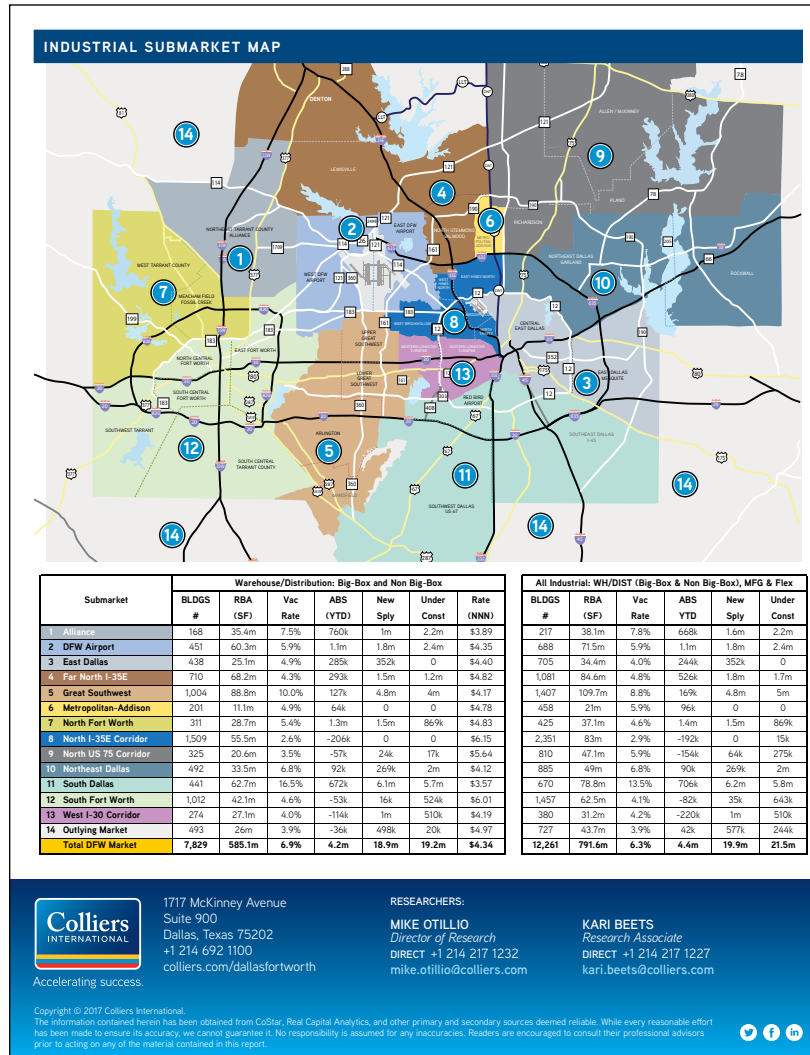 INDUSTRIAL SUBMARKET MAP
DENTON
ALLEN / MCKINNEY
LEWISVILLE
PLANO
RICHARDSON
NORTHEAST TARRANT COUNTY
ALLIANCE
EAST DFW
AIRPORT
WEST DFW
AIRPORT
WEST TARRANT COUNTY
MEACHAM FIELD
FOSSIL CREEK
NORTHEAST DALLAS
GARLAND
ROCKWALL
CENTRAL
EAST DALLAS
UPPER
GREAT
SOUTHWEST
LOWER
GREAT
SOUTHWEST
NORTH CENTRAL
FORT WORTH
EAST FORT WORTH
SOUTH CENTRAL
FORT WORTH
EAST DALLAS
MESQUITE
RED BIRD
AIRPORT
SOUTHWEST TARRANT
ARLINGTON
SOUTHEAST DALLAS
I-45
SOUTH CENTRAL
TARRANT COUNTY
MANSFIELD
SOUTHWEST DALLAS
US 67
1
2
3
4
5
6
7
8
9
10
11
12
13
14
14
14
14
Submarket | Warehouse/Distribution: Big-Box and Non Big-Box | All Industrial: WH/DIST (Big-Box & Non Big-Box), MFG & Flex
BLDGS # | RBA (SF) | Vac Rate | ABS (YTD) | New Sply | Under Const | Rate (NNN) | BLDGS # | RBA (SF) | Vac Rate | ABS YTD | New Sply | Under Const
1 Alliance 168 35.4m 7.5% 760k 1m 2.2m $3.89 217 38.1m 7.8% 668k 1.6m 2.2m
2 DFW Airport 451 60.3m 5.9% 1.1m 1.8m 2.4m $4.35 688 71.5m 5.9% 1.1m 1.8m 2.4m
3 East Dallas 438 25.1m 4.9% 285k 352k 0 $4.40 705 34.4m 4.0% 244k 352k 0
4 Far North I-35E 710 68.2m 4.3% 293k 1.5m 1.2m $4.82 1,081 84.6m 4.8% 526k 1.8m 1.7m
5 Great Southwest 1,004 88.8m 10.0% 127k 4.8m 4m $4.17 1,407 109.7m 8.8% 169k 4.8m 5m
6 Metropolitan-Addison 201 11.1m 4.9% 64k 0 0 $4.78 458 21m 5.9% 96k 0 0
7 North Fort Worth 311 28.7m 5.4% 1.3m 1.5m 869k $4.83 425 37.1m 4.6% 1.4m 1.5m 869k
8 North I-35E Corridor 1,509 55.5m 2.6% -206k 0 0 $6.15 2,351 83m 2.9% -192k 0 15k
9 North US 75 Corridor 325 20.6m 3.5% -57k 24k 17k $5.64 810 47.1m 5.9% -154k 64k 275k
10 Northeast Dallas 492 33.5m 6.8% 92k 269k 2m $4.12 885 49m 6.8% 90k 269k 2m
11 South Dallas 441 62.7m 16.5% 672k 6.1m 5.7m $3.57 670 78.8m 13.5% 706k 6.2m 5.8m
12 South Fort Worth 1,012 42.1m 4.6% -53k 16k 524k $6.01 1,457 62.5m 4.1% -82k 35k 643k
13 West I-30 Corridor 274 27.1m 4.0% -114k 1m 510k $4.19 380 31.2m 4.2% -220k 1m 510k
14 Outlying Market 493 26m 3.9% -36k 498k 20k $4.97 727 43.7m 3.9% 42k 577k 244k
Total DFW Market 7,829 585.1m 6.9% 4.2m 18.9m 19.2m $4.34 12,261 791.6m 6.3% 4.4m 19.9m 21.5m
Colliers
INTERNATIONAL
Accelerating success.
1717 McKinney Avenue
Suite 900
Dallas, Texas 75202
+1 214 692 1100
colliers.com/dallasfortworth
RESEARCHERS:
MIKE OTILLIO
Director of Research
DIRECT +1 214 217 1232
mike.otillio@colliers.com
KARI BEETS
Research Associate
DIRECT +1 214 217 1227
kari.beets@colliers.com
Copyright © 2017 Colliers International.
The information contained herein has been obtained from CoStar, Real Capital Analytics, and other primary and secondary sources deemed reliable. While every reasonable effort
has been made to ensure its accuracy, we cannot guarantee it. No responsibility is assumed for any inaccuracies. Readers are encouraged to consult their professional advisors
prior to acting on any of the material contained in this report.